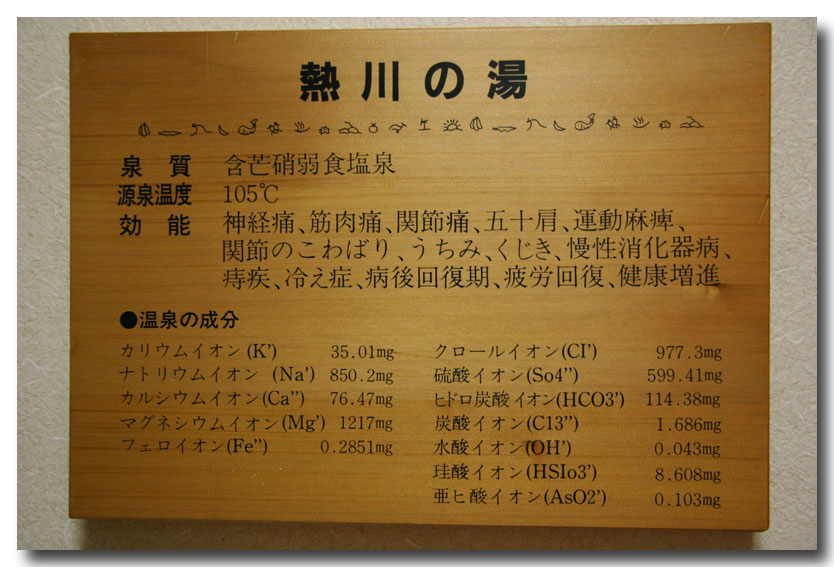 熱川の湯
泉質 含芒硝弱食塩泉
源泉温度 105℃
効能 神経痛、筋肉痛、関節痛、五十肩、運動麻痺、
関節のこわばり、うちみ、くじき、慢性消化器病、
痔疾、冷え症、病後回復期、疲労回復、健康増進
●温泉の成分
カリウムイオン(K') 35.01mg
ナトリウムイオン (Na') 850.2mg
カルシウムイオン(Ca'') 76.47mg
マグネシウムイオン(Mg') 1217mg
フェロイオン(Fe'') 0.2851mg
クロールイオン(CI') 977.3mg
硫酸イオン(So4'') 599.41mg
ヒドロ炭酸イオン(HCO3') 114.38mg
炭酸イオン(C13'') 1.686mg
水酸イオン(OH') 0.043mg
珪酸イオン(HSIo3') 8.608mg
亜ヒ酸イオン(AsO2') 0.103mg